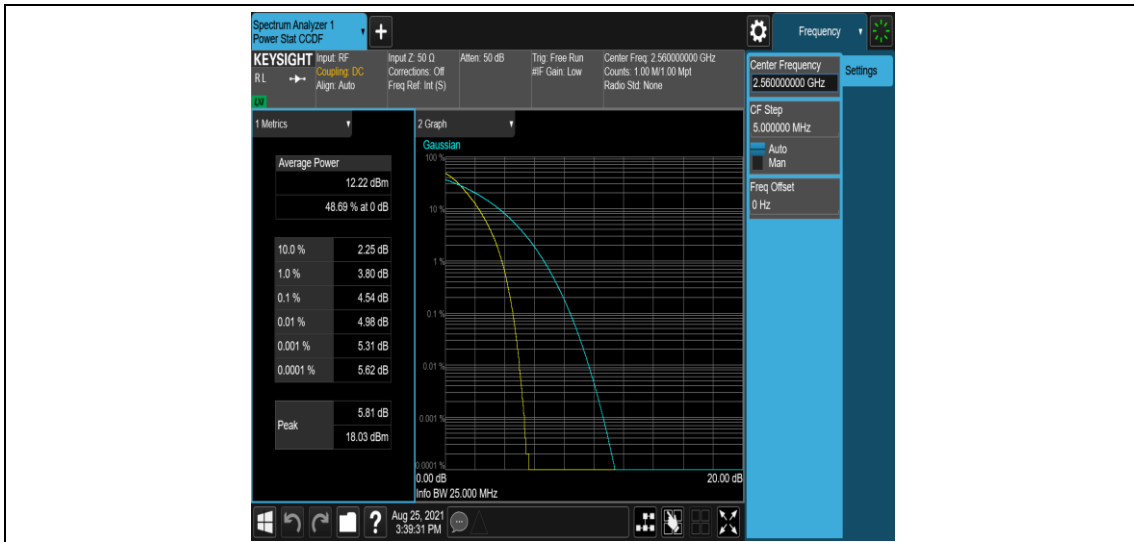 Spectrum Analyzer 1
Power Stat CCDF
+
Frequency
KEYSIGHT
RL
LXI
Input: RF
Coupling: DC
Align: Auto
Input Z: 50 Ω
Corrections: Off
Freq Ref: Int (S)
Atten: 50 dB
Trig: Free Run
#IF Gain: Low
Center Freq: 2.560000000 GHz
Counts: 1.00 M/1.00 Mpt
Radio Std: None
Center Frequency
2.560000000 GHz
Settings
CF Step
5.000000 MHz
Auto
Man
Freq Offset
0 Hz
1 Metrics
Average Power
12.22 dBm
48.69 % at 0 dB
10.0 % 2.25 dB
1.0 % 3.80 dB
0.1 % 4.54 dB
0.01 % 4.98 dB
0.001 % 5.31 dB
0.0001 % 5.62 dB
Peak
5.81 dB
18.03 dBm
2 Graph
Gaussian
100 %
10 %
1 %
0.1 %
0.01 %
0.001 %
0.0001 %
0.00 dB 20.00 dB
Info BW 25.000 MHz
?
Aug 25, 2021
3:39:31 PM